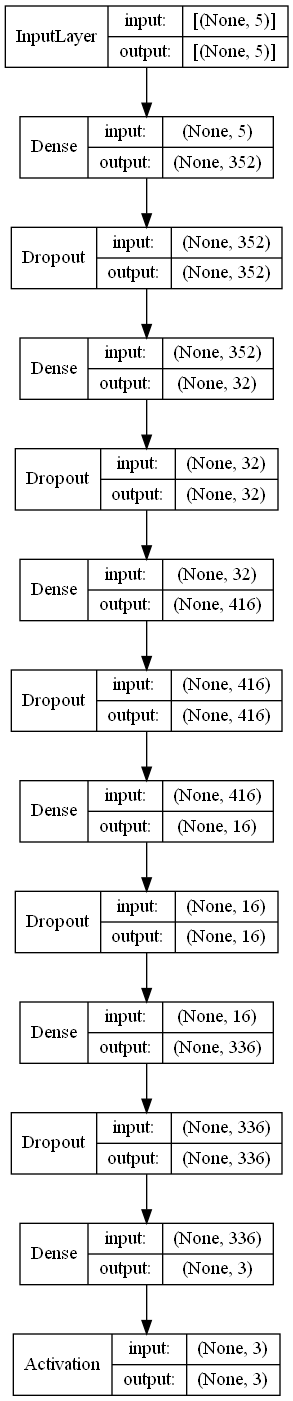 InputLayer input: [(None, 5)]
output: [(None, 5)]
Dense input: (None, 5)
output: (None, 352)
Dropout input: (None, 352)
output: (None, 352)
Dense input: (None, 352)
output: (None, 32)
Dropout input: (None, 32)
output: (None, 32)
Dense input: (None, 32)
output: (None, 416)
Dropout input: (None, 416)
output: (None, 416)
Dense input: (None, 416)
output: (None, 16)
Dropout input: (None, 16)
output: (None, 16)
Dense input: (None, 16)
output: (None, 336)
Dropout input: (None, 336)
output: (None, 336)
Dense input: (None, 336)
output: (None, 3)
Activation input: (None, 3)
output: (None, 3)